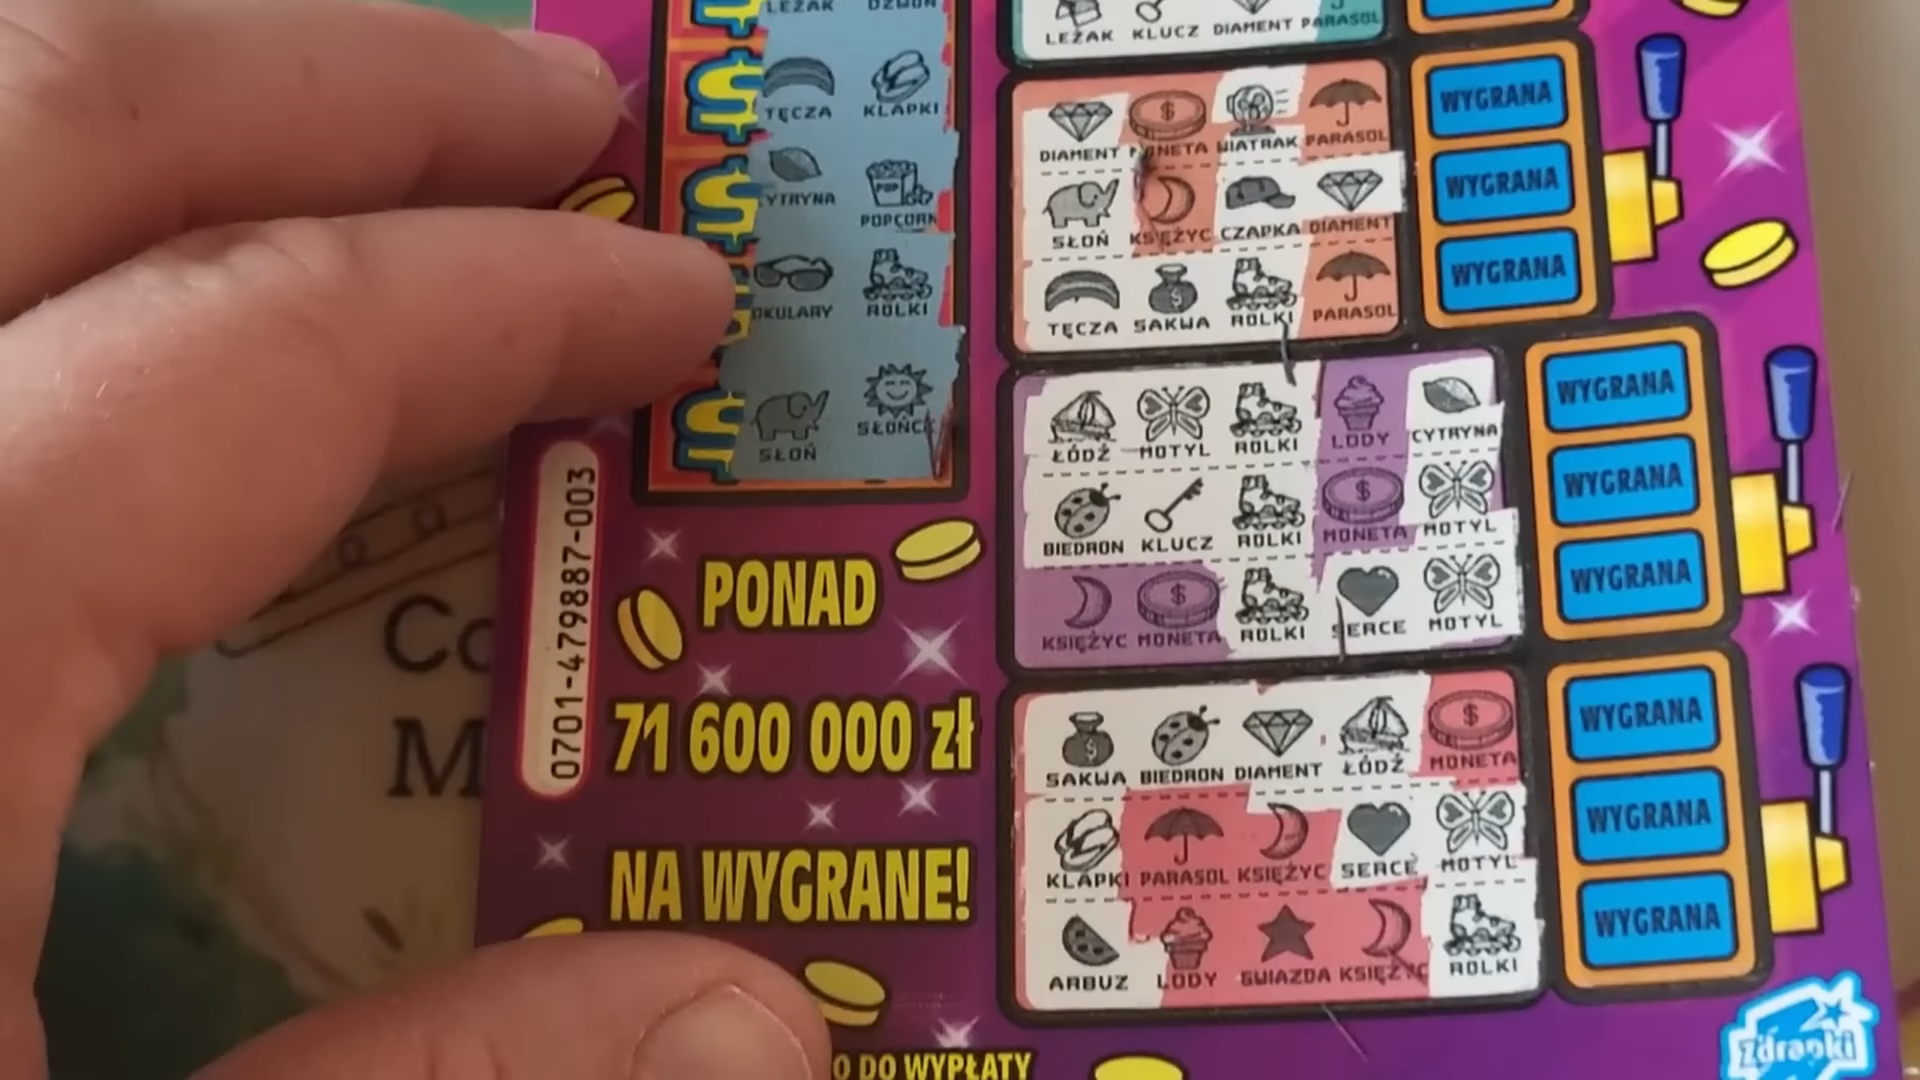 LEŻAK DZWON
TĘCZA KLAPKI
CYTRYNA POPCORN
OKULARY ROLKI
SŁOŃ SŁOŃCE
LEŻAK KLUCZ DIAMENT PARASOL
DIAMENT MONETA WIATRAK PARASOL
SŁOŃ KSIĘŻYC CZAPKA DIAMENT
TĘCZA SAKWA ROLKI PARASOL
WYGRANA
WYGRANA
WYGRANA
ŁÓDŹ MOTYL ROLKI LODY CYTRYNA
BIEDRON KLUCZ ROLKI MONETA MOTYL
KSIĘŻYC MONETA ROLKI SERCE MOTYL
WYGRANA
WYGRANA
WYGRANA
SAKWA BIEDRON DIAMENT ŁÓDŹ MONETA
KLAPKI PARASOL KSIĘŻYC SERCE MOTYL
ARBUZ LODY GWIAZDA KSIĘŻYC ROLKI
WYGRANA
WYGRANA
WYGRANA
0701-479887-003
PONAD
71 600 000 zł
NA WYGRANE!
DO WYPŁATY
Zdrapki